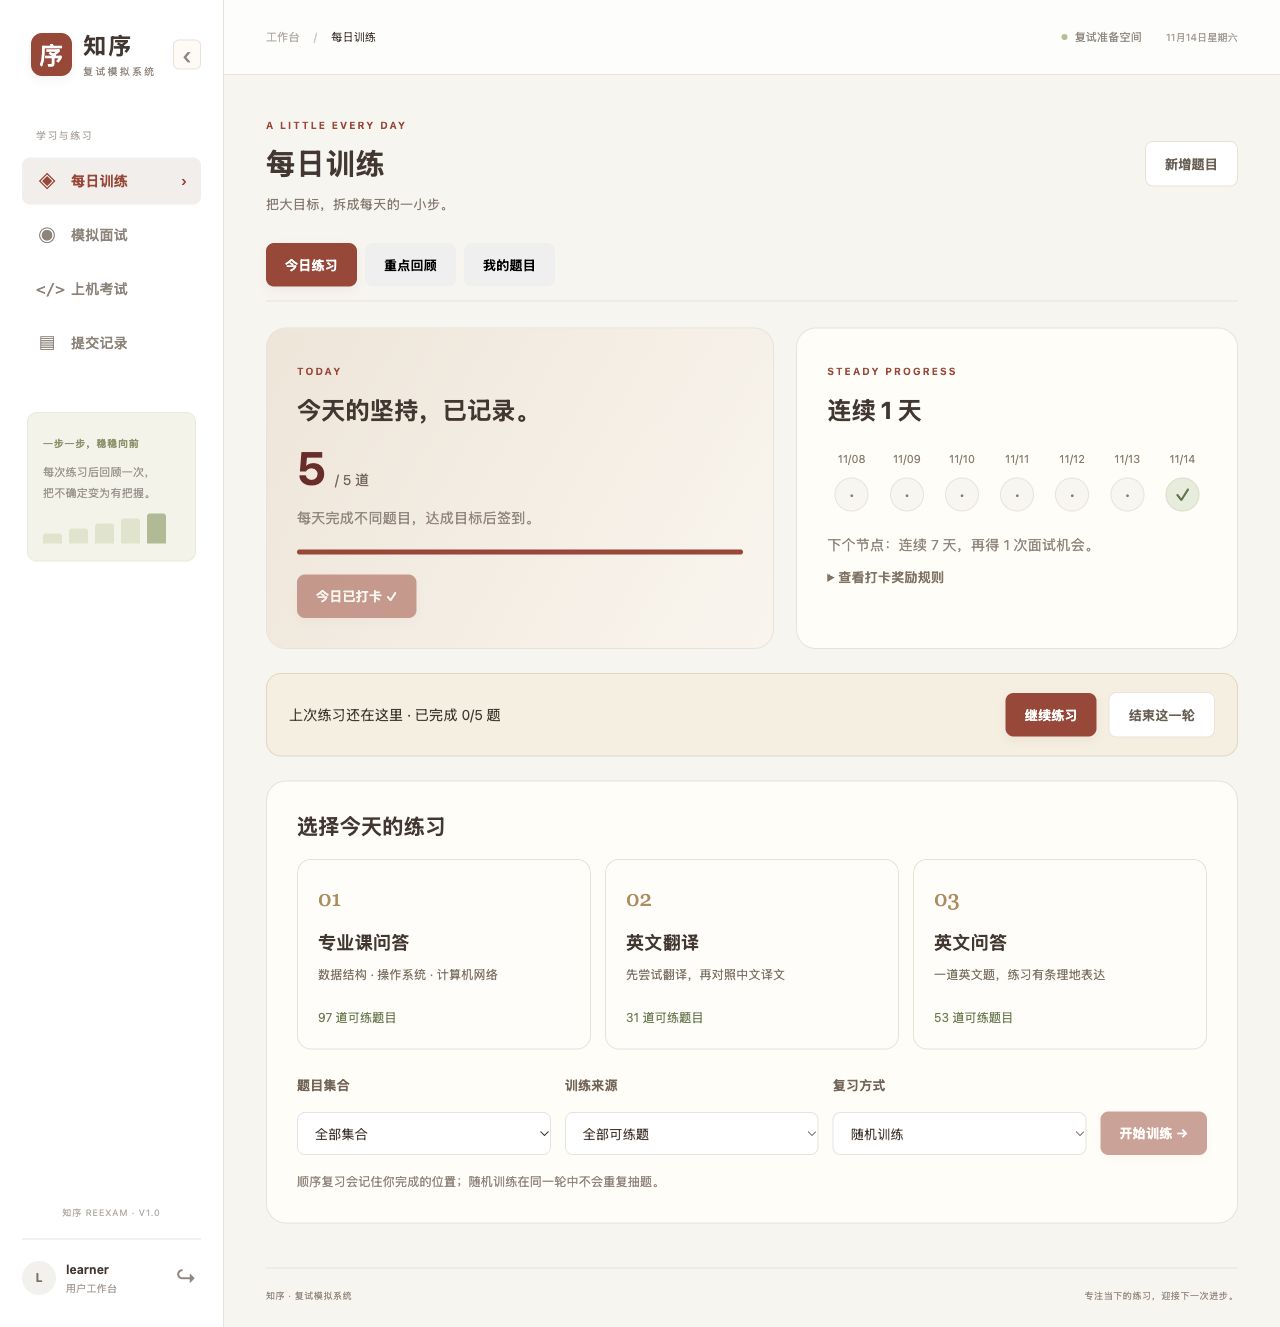 序
知序
复试模拟系统
‹
学习与练习
每日训练 ›
模拟面试
</> 上机考试
提交记录
一步一步，稳稳向前
每次练习后回顾一次，
把不确定变为有把握。
知序 REEXAM · V1.0
L
learner
用户工作台
工作台 / 每日训练
复试准备空间
11月14日星期六
A LITTLE EVERY DAY
每日训练
把大目标，拆成每天的一小步。
新增题目
今日练习
重点回顾
我的题目
TODAY
今天的坚持，已记录。
5 / 5 道
每天完成不同题目，达成目标后签到。
今日已打卡 ✓
STEADY PROGRESS
连续 1 天
11/08 11/09 11/10 11/11 11/12 11/13 11/14
· · · · · · ✓
下个节点：连续 7 天，再得 1 次面试机会。
▶ 查看打卡奖励规则
上次练习还在这里 · 已完成 0/5 题
继续练习
结束这一轮
选择今天的练习
01
专业课问答
数据结构 · 操作系统 · 计算机网络
97 道可练题目
02
英文翻译
先尝试翻译，再对照中文译文
31 道可练题目
03
英文问答
一道英文题，练习有条理地表达
53 道可练题目
题目集合
全部集合
训练来源
全部可练题
复习方式
随机训练
开始训练 →
顺序复习会记住你完成的位置；随机训练在同一轮中不会重复抽题。
知序 · 复试模拟系统
专注当下的练习，迎接下一次进步。